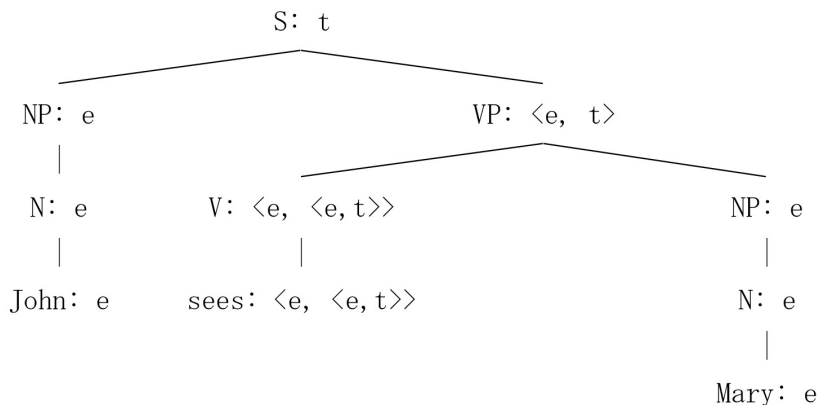 S: t
NP: e VP: <e, t>
N: e V: <e, <e,t>> NP: e
John: e sees: <e, <e,t>> N: e
Mary: e